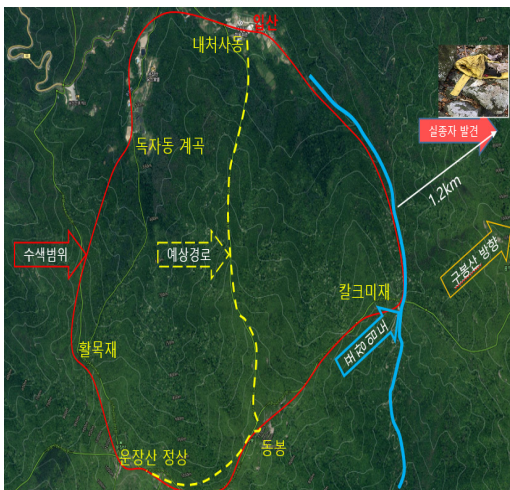 입산
내처사동
실종자 발견
독자동 계곡
1.2km
수색범위
예상경로
구봉산 방향
칼크미재
활목재
운장산 정상
동봉